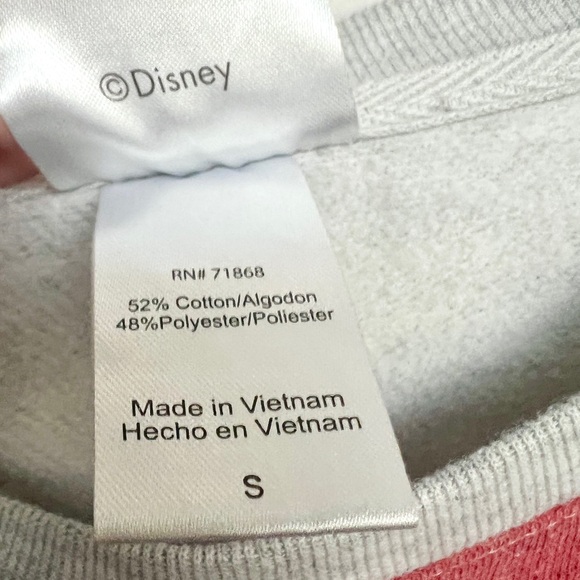 ©Disney
RN# 71868
52% Cotton/Algodon
48%Polyester/Poliester
Made in Vietnam
Hecho en Vietnam
S